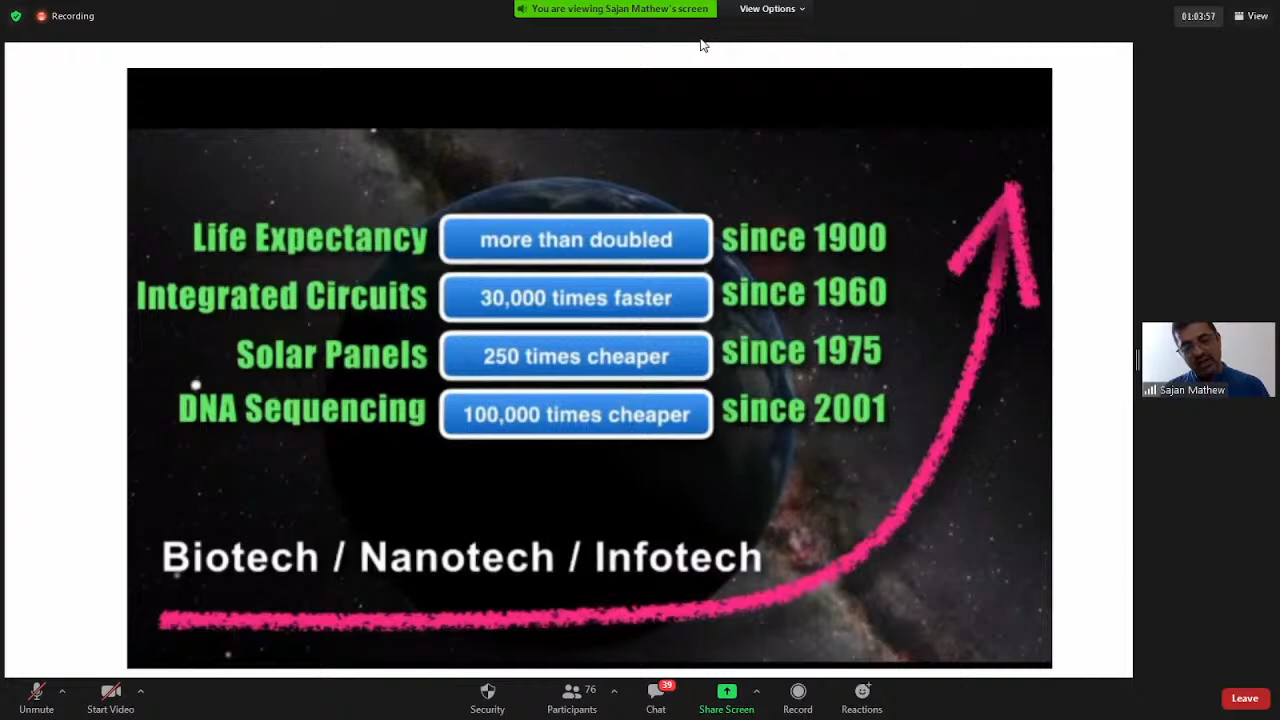 Recording
You are viewing Sajan Mathew's screen
View Options
01:03:57
View
Life Expectancy more than doubled since 1900
Integrated Circuits 30,000 times faster since 1960
Solar Panels 250 times cheaper since 1975
DNA Sequencing 100,000 times cheaper since 2001
Biotech / Nanotech / Infotech
Sajan Mathew
Unmute
Start Video
Security
76
Participants
39
Chat
Share Screen
Record
Reactions
Leave